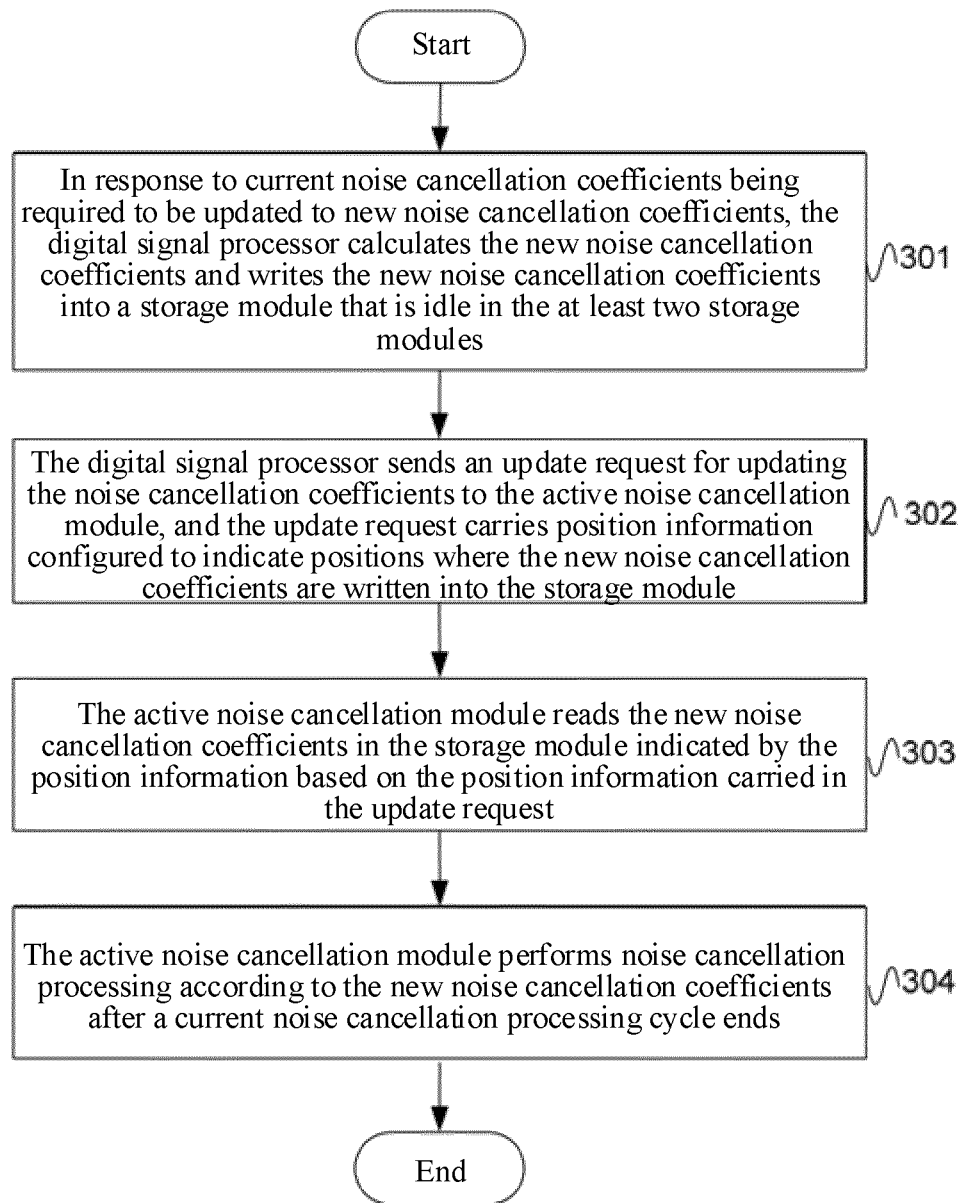 Start
In response to current noise cancellation coefficients being
required to be updated to new noise cancellation coefficients, the
digital signal processor calculates the new noise cancellation
coefficients and writes the new noise cancellation coefficients
into a storage module that is idle in the at least two storage
modules
301
The digital signal processor sends an update request for updating
the noise cancellation coefficients to the active noise cancellation
module, and the update request carries position information
configured to indicate positions where the new noise cancellation
coefficients are written into the storage module
302
The active noise cancellation module reads the new noise
cancellation coefficients in the storage module indicated by the
position information based on the position information carried in
the update request
303
The active noise cancellation module performs noise cancellation
processing according to the new noise cancellation coefficients
after a current noise cancellation processing cycle ends
304
End